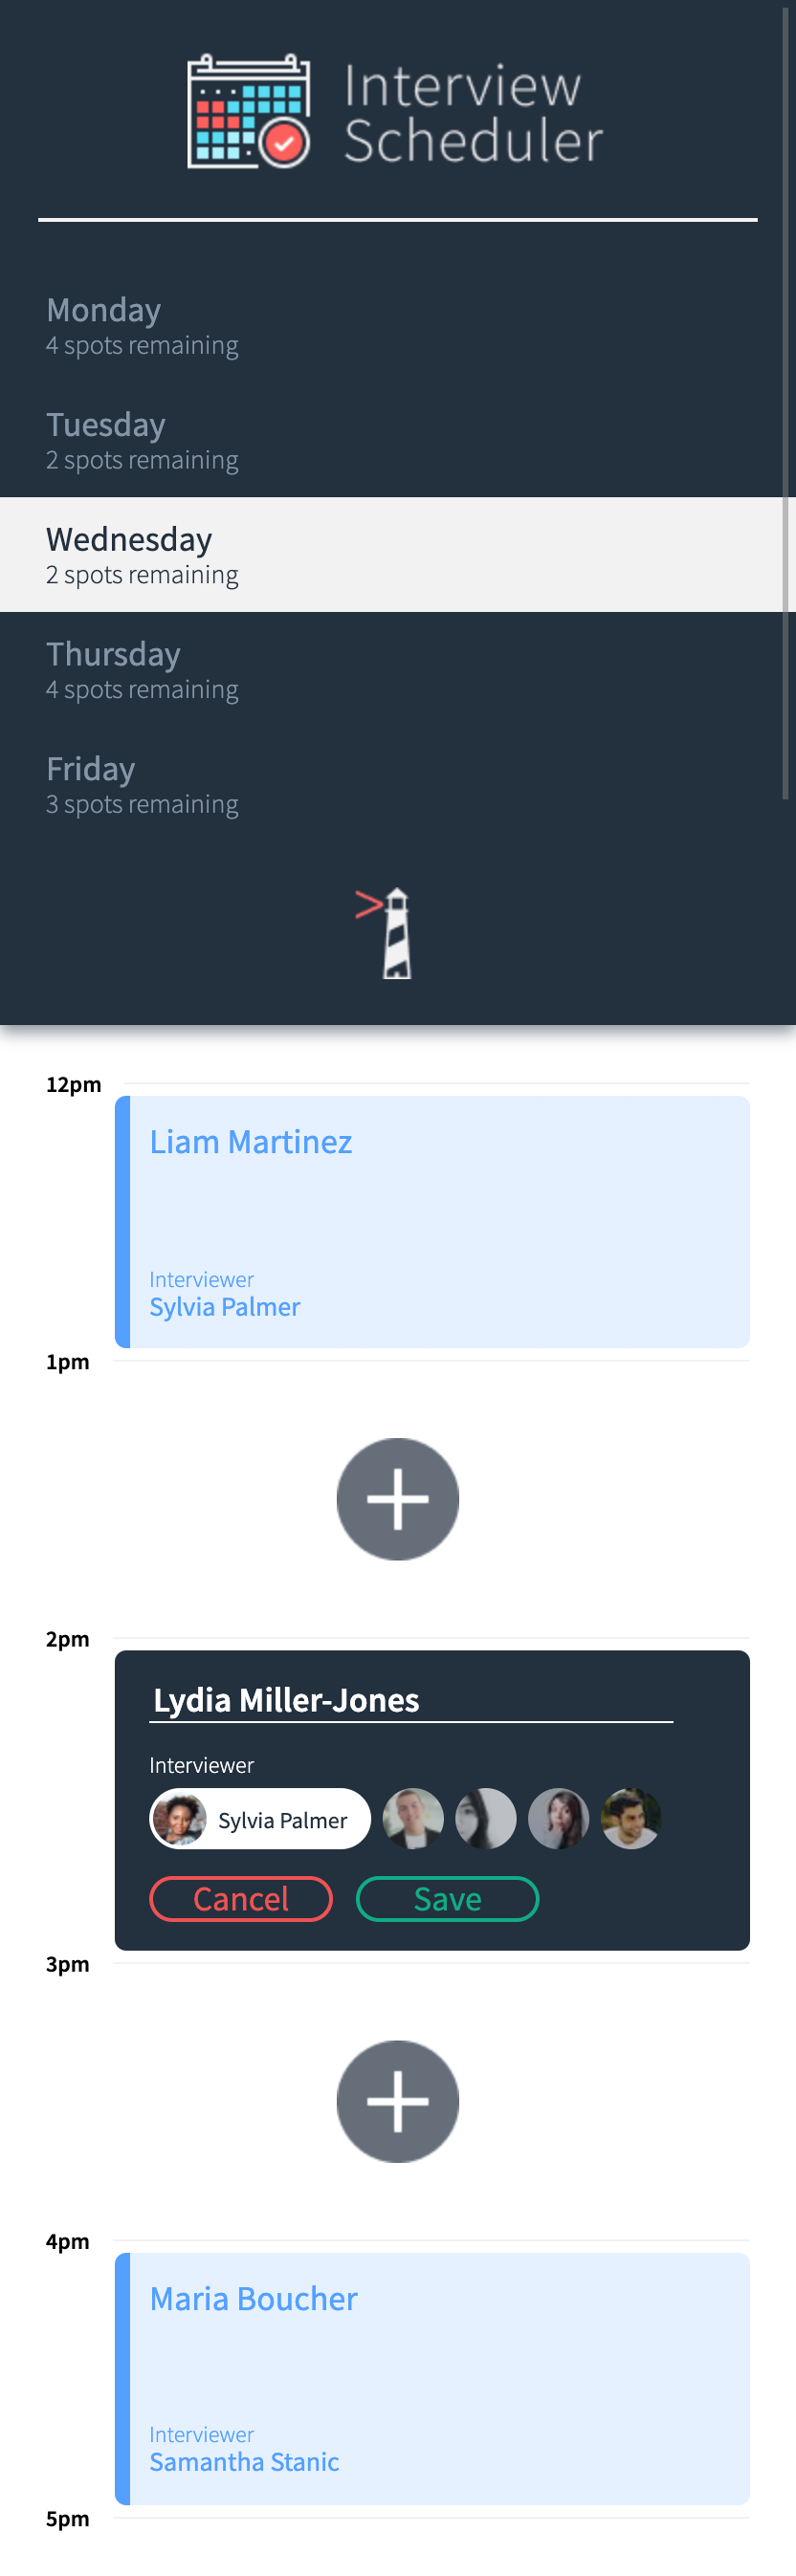 Interview
Scheduler
Monday
4 spots remaining
Tuesday
2 spots remaining
Wednesday
2 spots remaining
Thursday
4 spots remaining
Friday
3 spots remaining
12pm
Liam Martinez
Interviewer
Sylvia Palmer
1pm
2pm
Lydia Miller-Jones
Interviewer
Sylvia Palmer
Cancel Save
3pm
4pm
Maria Boucher
Interviewer
Samantha Stanic
5pm